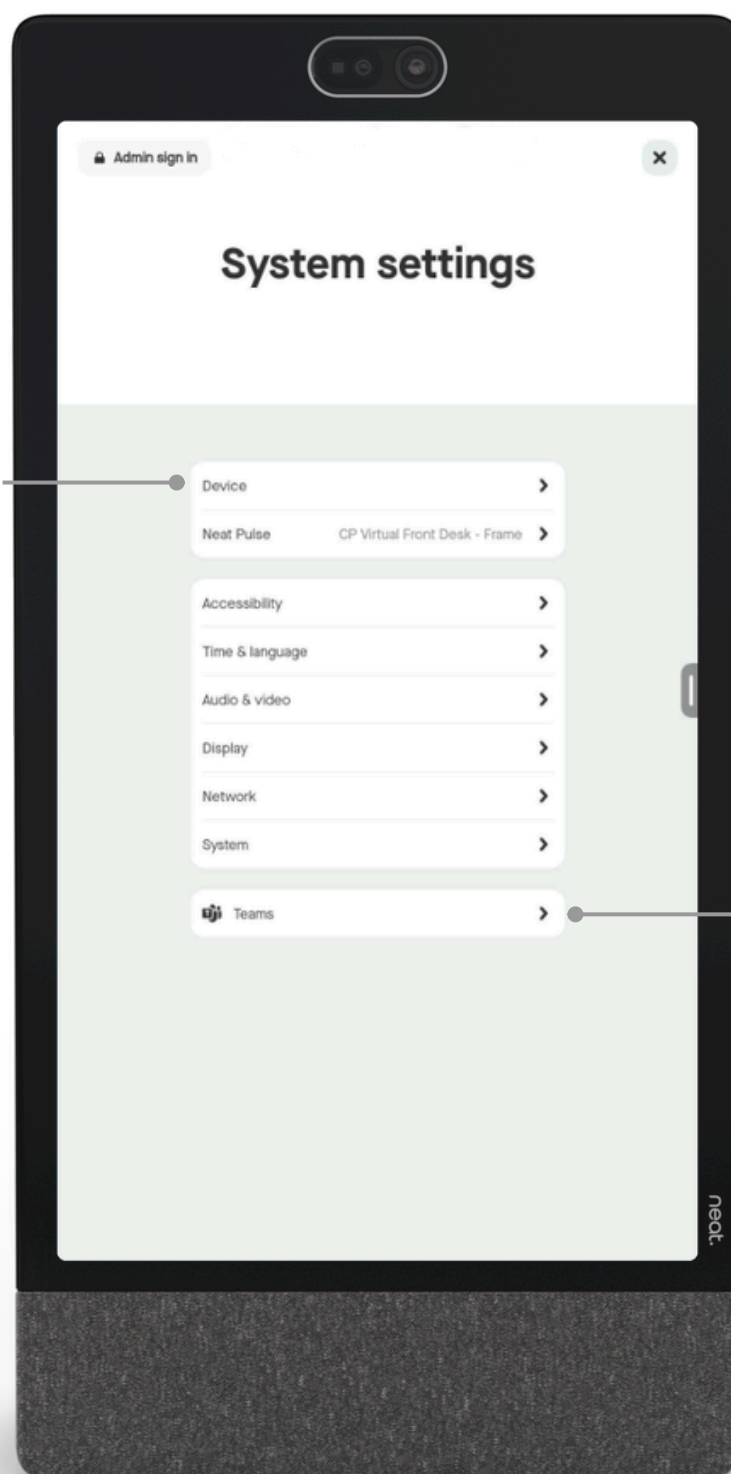 Admin sign in
System settings
Device
Neat Pulse CP Virtual Front Desk - Frame
Accessibility
Time & language
Audio & video
Display
Network
System
Teams
neat.